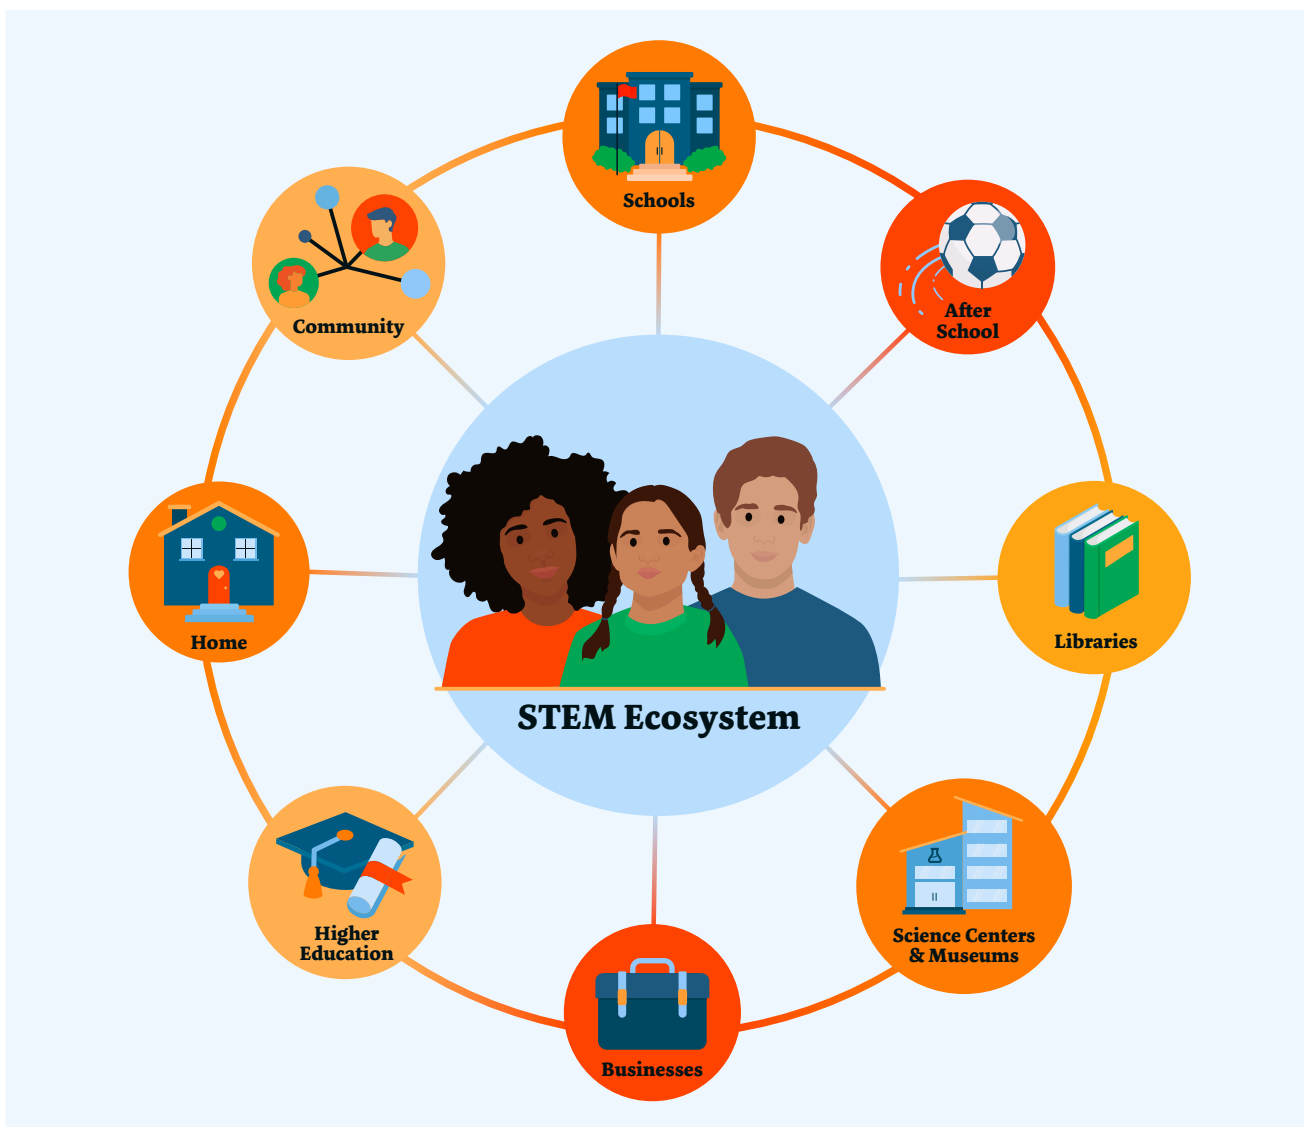 Schools
After
School
Community
STEM Ecosystem
Home
Libraries
Higher
Education
Science Centers
& Museums
Businesses